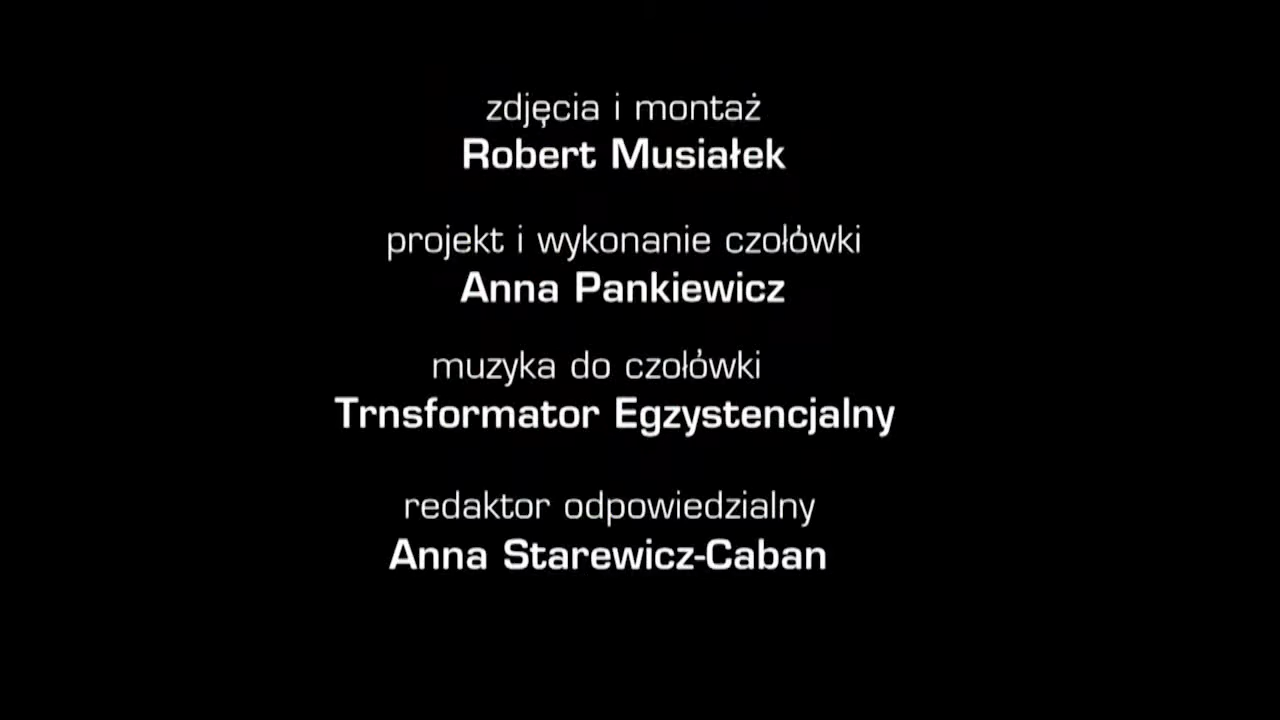 zdjęcia i montaż
Robert Musiałek
projekt i wykonanie czołówki
Anna Pankiewicz
muzyka do czołówki
Trnsformator Egzystencjalny
redaktor odpowiedzialny
Anna Starewicz-Caban